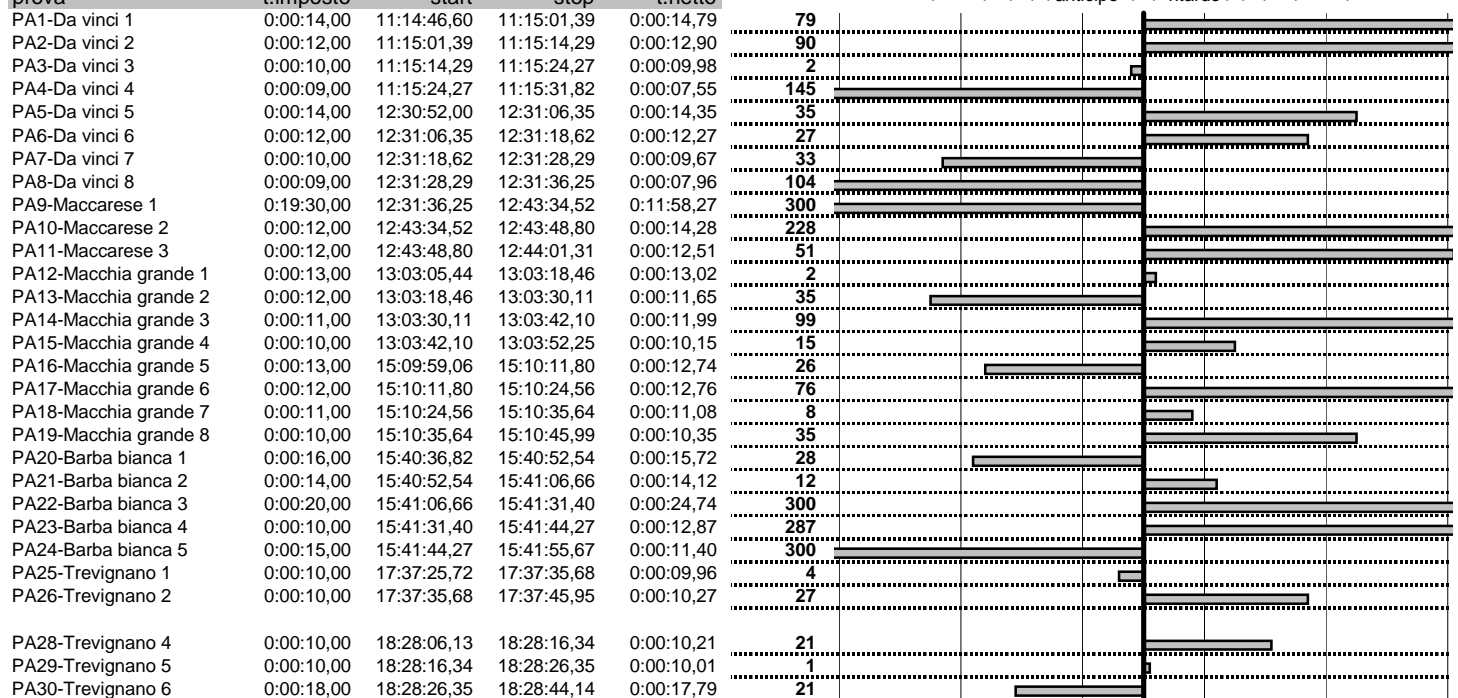 prova t.imposto start stop t.netto anticipo ritardo
PA1-Da vinci 1 0:00:14,00 11:14:46,60 11:15:01,39 0:00:14,79 79
PA2-Da vinci 2 0:00:12,00 11:15:01,39 11:15:14,29 0:00:12,90 90
PA3-Da vinci 3 0:00:10,00 11:15:14,29 11:15:24,27 0:00:09,98 2
PA4-Da vinci 4 0:00:09,00 11:15:24,27 11:15:31,82 0:00:07,55 145
PA5-Da vinci 5 0:00:14,00 12:30:52,00 12:31:06,35 0:00:14,35 35
PA6-Da vinci 6 0:00:12,00 12:31:06,35 12:31:18,62 0:00:12,27 27
PA7-Da vinci 7 0:00:10,00 12:31:18,62 12:31:28,29 0:00:09,67 33
PA8-Da vinci 8 0:00:09,00 12:31:28,29 12:31:36,25 0:00:07,96 104
PA9-Maccarese 1 0:19:30,00 12:31:36,25 12:43:34,52 0:11:58,27 300
PA10-Maccarese 2 0:00:12,00 12:43:34,52 12:43:48,80 0:00:14,28 228
PA11-Maccarese 3 0:00:12,00 12:43:48,80 12:44:01,31 0:00:12,51 51
PA12-Macchia grande 1 0:00:13,00 13:03:05,44 13:03:18,46 0:00:13,02 2
PA13-Macchia grande 2 0:00:12,00 13:03:18,46 13:03:30,11 0:00:11,65 35
PA14-Macchia grande 3 0:00:11,00 13:03:30,11 13:03:42,10 0:00:11,99 99
PA15-Macchia grande 4 0:00:10,00 13:03:42,10 13:03:52,25 0:00:10,15 15
PA16-Macchia grande 5 0:00:13,00 15:09:59,06 15:10:11,80 0:00:12,74 26
PA17-Macchia grande 6 0:00:12,00 15:10:11,80 15:10:24,56 0:00:12,76 76
PA18-Macchia grande 7 0:00:11,00 15:10:24,56 15:10:35,64 0:00:11,08 8
PA19-Macchia grande 8 0:00:10,00 15:10:35,64 15:10:45,99 0:00:10,35 35
PA20-Barba bianca 1 0:00:16,00 15:40:36,82 15:40:52,54 0:00:15,72 28
PA21-Barba bianca 2 0:00:14,00 15:40:52,54 15:41:06,66 0:00:14,12 12
PA22-Barba bianca 3 0:00:20,00 15:41:06,66 15:41:31,40 0:00:24,74 300
PA23-Barba bianca 4 0:00:10,00 15:41:31,40 15:41:44,27 0:00:12,87 287
PA24-Barba bianca 5 0:00:15,00 15:41:44,27 15:41:55,67 0:00:11,40 300
PA25-Trevignano 1 0:00:10,00 17:37:25,72 17:37:35,68 0:00:09,96 4
PA26-Trevignano 2 0:00:10,00 17:37:35,68 17:37:45,95 0:00:10,27 27
PA28-Trevignano 4 0:00:10,00 18:28:06,13 18:28:16,34 0:00:10,21 21
PA29-Trevignano 5 0:00:10,00 18:28:16,34 18:28:26,35 0:00:10,01 1
PA30-Trevignano 6 0:00:18,00 18:28:26,35 18:28:44,14 0:00:17,79 21